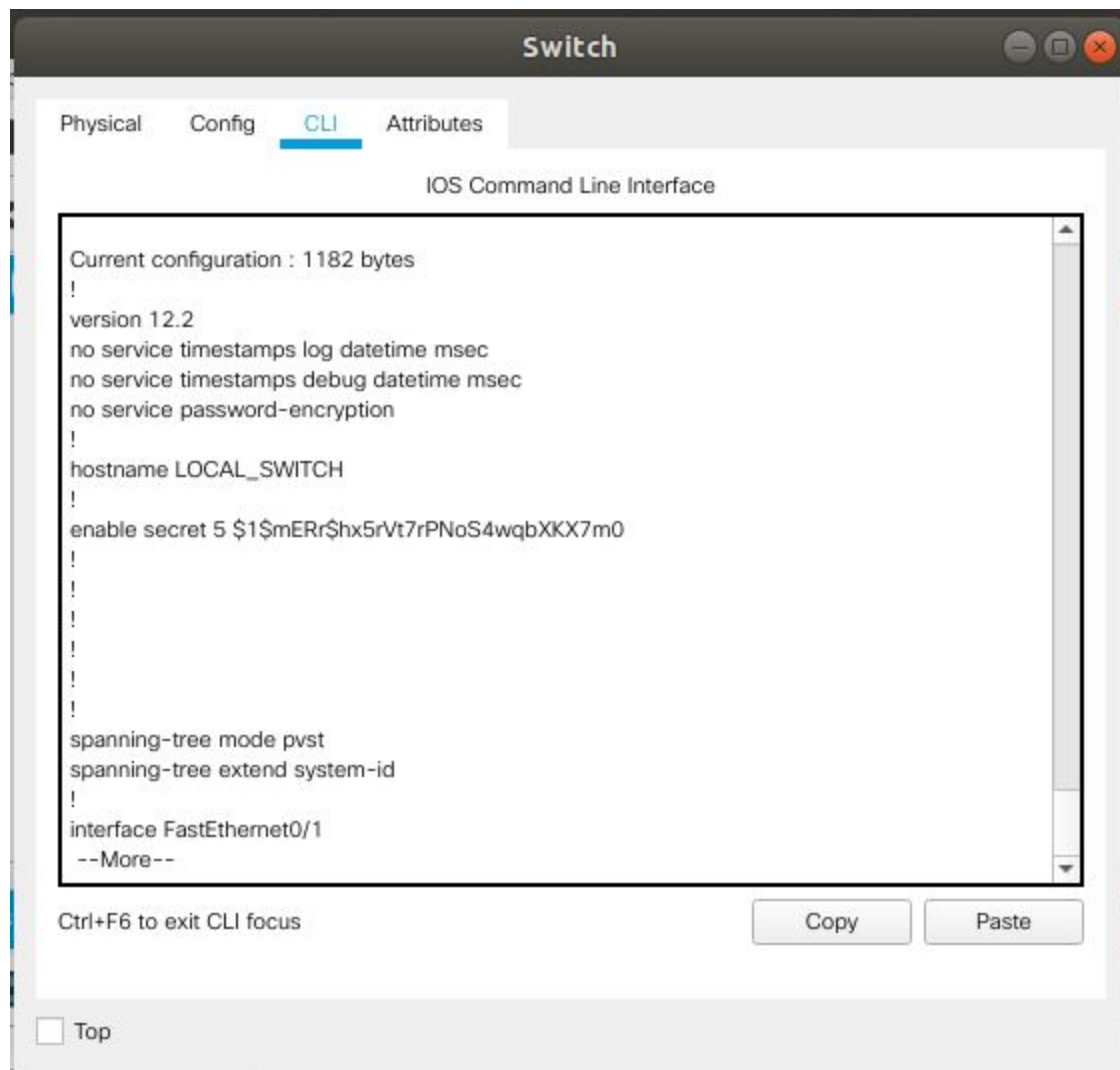 Switch
Physical Config CLI Attributes
IOS Command Line Interface
Current configuration : 1182 bytes
!
version 12.2
no service timestamps log datetime msec
no service timestamps debug datetime msec
no service password-encryption
!
hostname LOCAL_SWITCH
!
enable secret 5 $1$mERr$hx5rVt7rPNoS4wqbXKX7m0
!
!
!
!
!
!
spanning-tree mode pvst
spanning-tree extend system-id
!
interface FastEthernet0/1
--More--
Ctrl+F6 to exit CLI focus
Copy Paste
Top